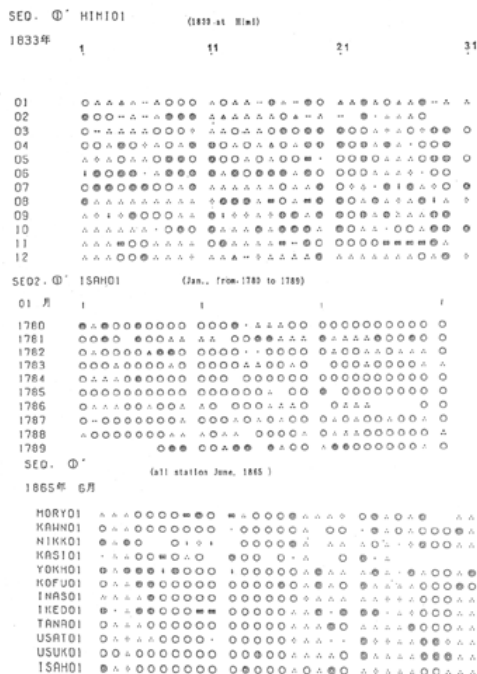 SEQ. ①゛ HIMI01 (1833 at Himi)
1833年
1 11 21 31
01
02
03
04
05
06
07
08
09
10
11
12
SEQ2. ①゛ ISAH01 (Jan., from 1780 to 1789)
01 月
1780
1781
1782
1783
1784
1785
1786
1787
1788
1789
SEQ. ①゛ (all station June, 1865 )
1865年 6月
MORY01
KAHN01
NIKK01
KAST01
YOKH01
KOFU01
INAS01
IKED01
TANA01
USAT01
USUK01
ISAH01